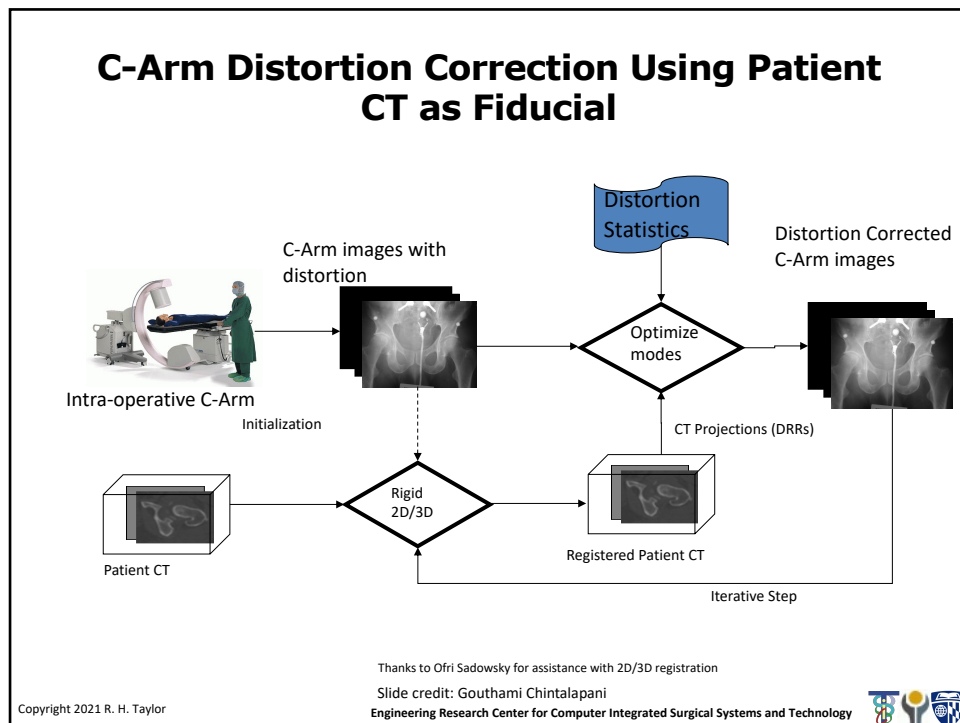 C-Arm Distortion Correction Using Patient
CT as Fiducial
Distortion
Statistics
C-Arm images with
distortion
Distortion Corrected
C-Arm images
Optimize
modes
Intra-operative C-Arm
Initialization
CT Projections (DRRs)
Rigid
2D/3D
Patient CT
Registered Patient CT
Iterative Step
Thanks to Ofri Sadowsky for assistance with 2D/3D registration
Slide credit: Gouthami Chintalapani
Copyright 2021 R. H. Taylor
Engineering Research Center for Computer Integrated Surgical Systems and Technology